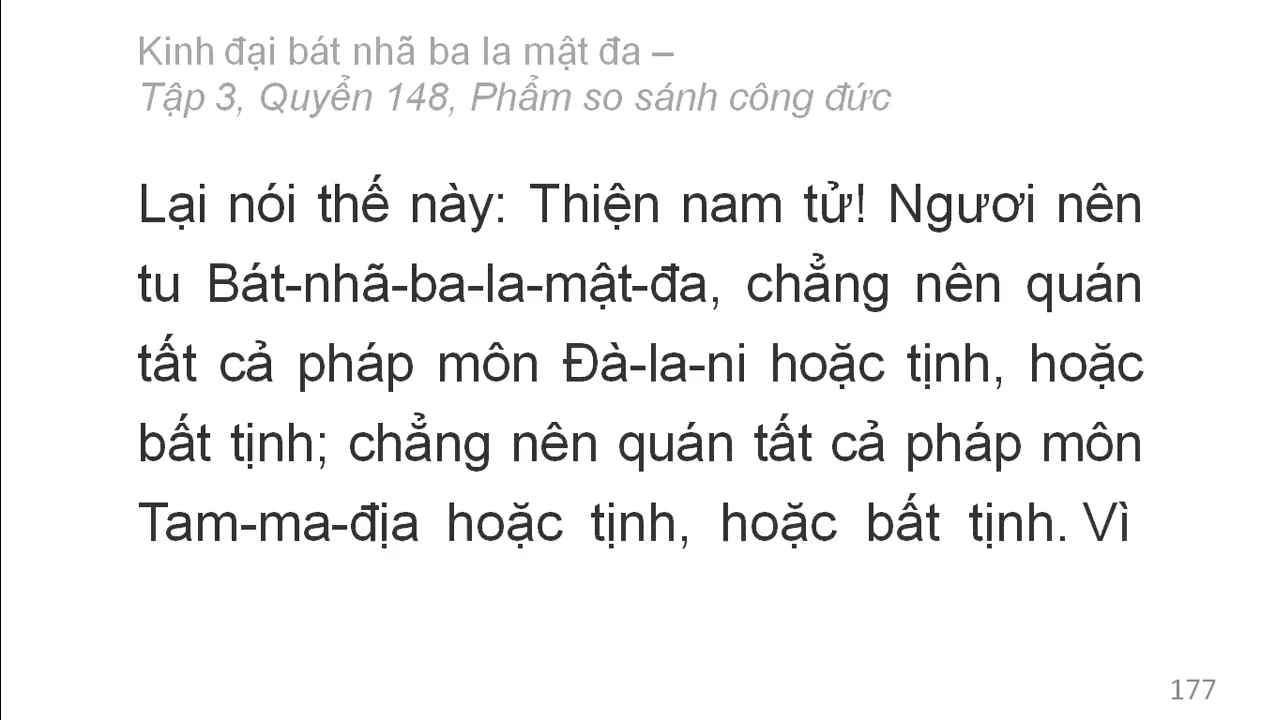 Kinh đại bát nhã ba la mật đa –
Tập 3, Quyển 148, Phẩm so sánh công đức
Lại nói thế này: Thiện nam tử! Ngươi nên
tu Bát-nhã-ba-la-mật-đa, chẳng nên quán
tất cả pháp môn Đà-la-ni hoặc tịnh, hoặc
bất tịnh; chẳng nên quán tất cả pháp môn
Tam-ma-địa hoặc tịnh, hoặc bất tịnh. Vì
177